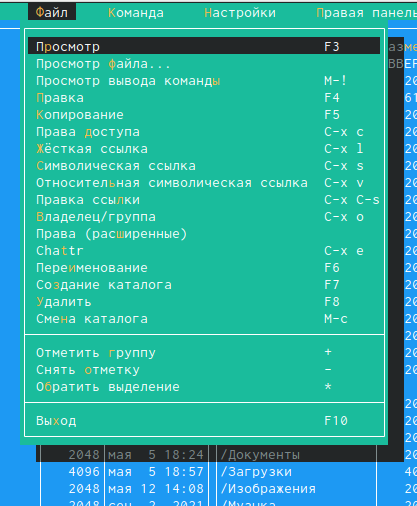 Файл Команда Настройки Правая панель
Просмотр F3
Просмотр файла...
Просмотр вывода команды M-!
Правка F4
Копирование F5
Права доступа C-x c
Жёсткая ссылка C-x l
Символическая ссылка C-x s
Относительная символическая ссылка C-x v
Правка ссылки C-x C-s
Владелец/группа C-x o
Права (расширенные)
Chattr C-x e
Переименование F6
Создание каталога F7
Удалить F8
Смена каталога M-c
Отметить группу +
Снять отметку -
Обратить выделение *
Выход F10
2048 мая 5 18:24 /Документы
4096 мая 5 18:57 /Загрузки
2048 мая 12 14:08 /Изображения
2048 сен 2 2021 /Музыка